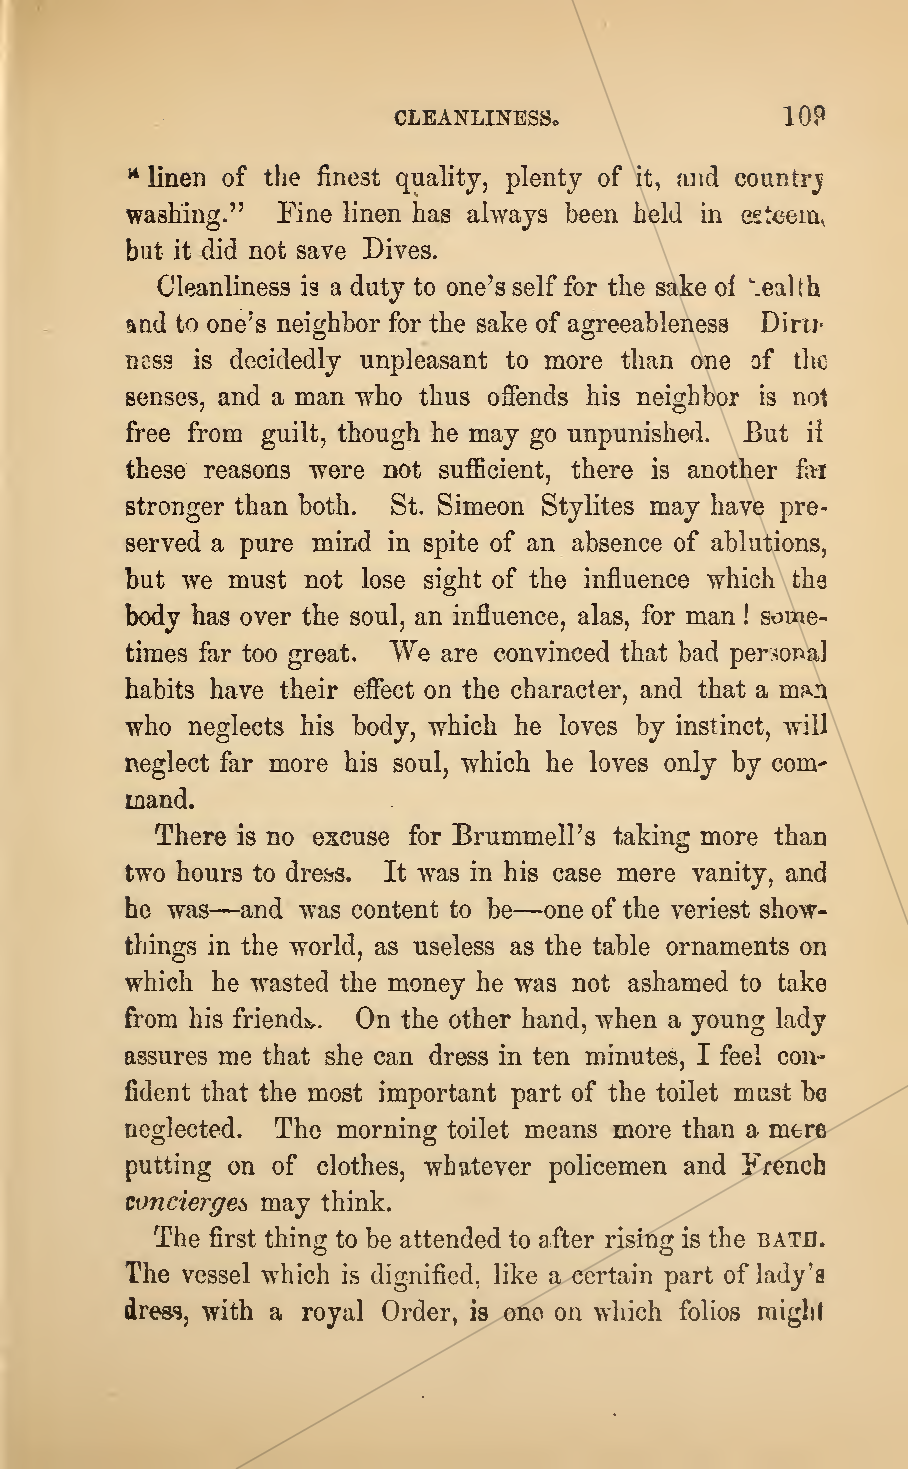 CLEANLINESS. 109
" linen of the finest quality, plenty of it, and country
washing." Fine linen has always been held in esteem,
but it did not save Dives.
Cleanliness is a duty to one's self for the sake of health
and to one's neighbor for the sake of agreeableness Dirti-
ness is decidedly unpleasant to more than one of the
senses, and a man who thus offends his neighbor is not
free from guilt, though he may go unpunished. But if
these reasons were not sufficient, there is another far
stronger than both. St. Simeon Stylites may have pre-
served a pure mind in spite of an absence of ablutions,
but we must not lose sight of the influence which the
body has over the soul, an influence, alas, for man! some-
times far too great. We are convinced that bad personal
habits have their effect on the character, and that a man
who neglects his body, which he loves by instinct, will
neglect far more his soul, which he loves only by com-
mand.
There is no excuse for Brummell's taking more than
two hours to dress. It was in his case mere vanity, and
he was—and was content to be—one of the veriest show-
things in the world, as useless as the table ornaments on
which he wasted the money he was not ashamed to take
from his friends. On the other hand, when a young lady
assures me that she can dress in ten minutes, I feel con-
fident that the most important part of the toilet must be
neglected. The morning toilet means more than a mere
putting on of clothes, whatever policemen and French
concierges may think.
The first thing to be attended to after rising is the BATH.
The vessel which is dignified, like a certain part of lady's
dress, with a royal Order, is one on which folios might